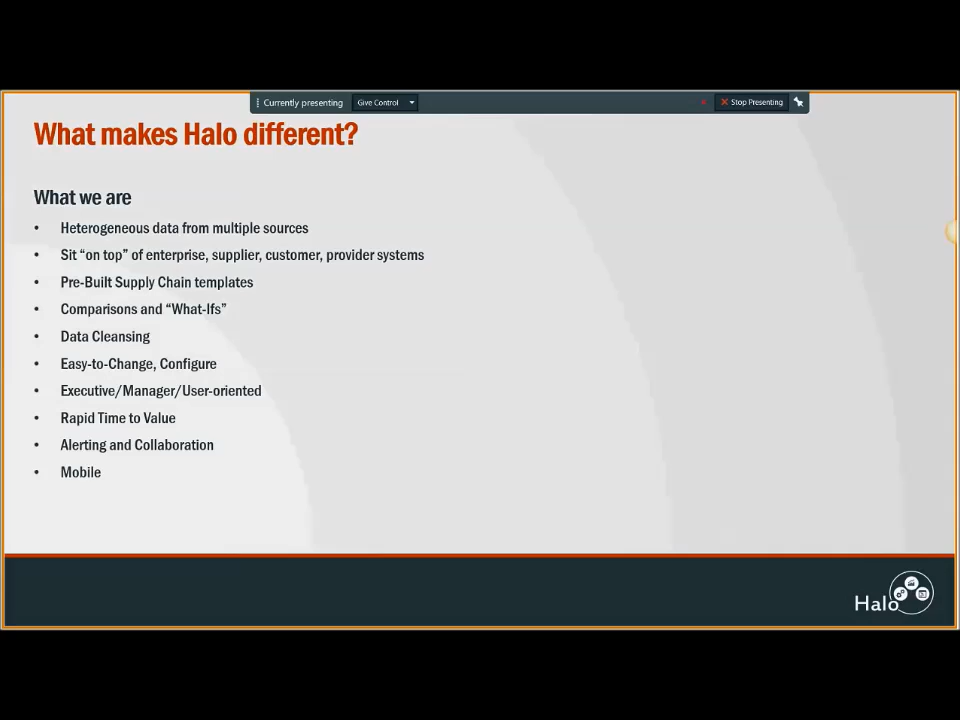 Currently presenting
Give Control
Stop Presenting
What makes Halo different?
What we are
• Heterogeneous data from multiple sources
• Sit “on top” of enterprise, supplier, customer, provider systems
• Pre-Built Supply Chain templates
• Comparisons and “What-Ifs”
• Data Cleansing
• Easy-to-Change, Configure
• Executive/Manager/User-oriented
• Rapid Time to Value
• Alerting and Collaboration
• Mobile
Halo